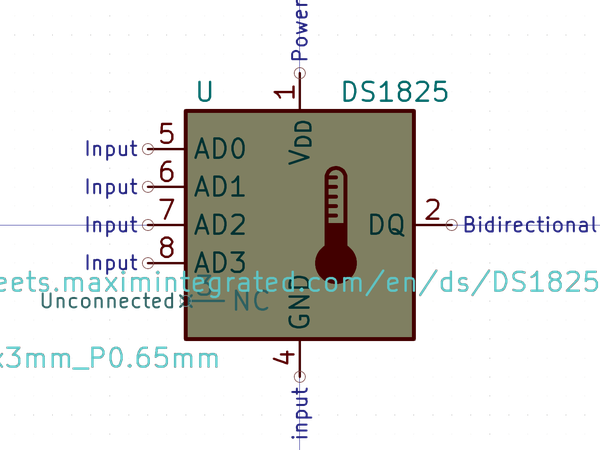 Power
U DS1825
1
VDD
Input 5 AD0
Input 6 AD1
Input 7 AD2 DQ 2 Bidirectional
Input 8 AD3
eets.maximintegrated.com/en/ds/DS1825
Unconnected 3 NC
GND
x3mm_P0.65mm
4
input